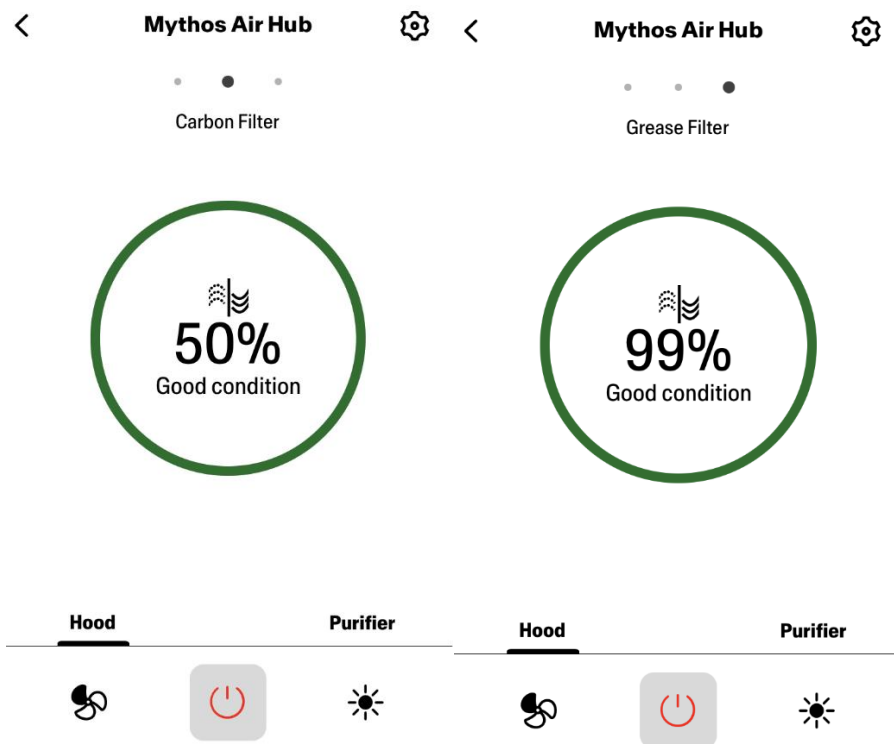 Mythos Air Hub
Carbon Filter
50%
Good condition
Hood
Purifier
Mythos Air Hub
Grease Filter
99%
Good condition
Hood
Purifier